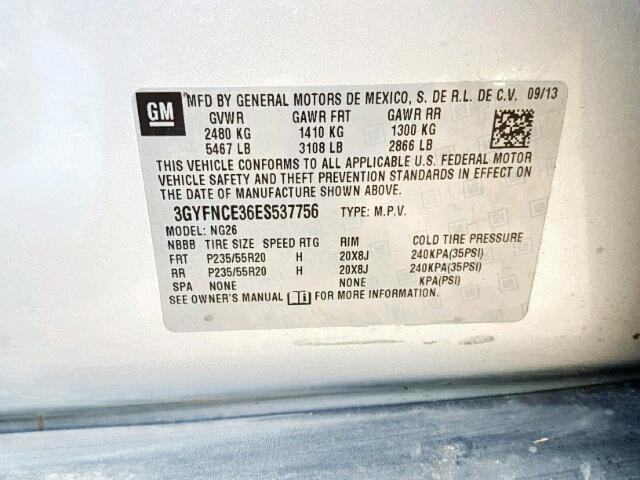 GM MFD BY GENERAL MOTORS DE MEXICO, S. DE R.L. DE C.V. 09/13
GVWR GAWR FRT GAWR RR
2480 KG 1410 KG 1300 KG
5467 LB 3108 LB 2866 LB
THIS VEHICLE CONFORMS TO ALL APPLICABLE U.S. FEDERAL MOTOR
VEHICLE SAFETY AND THEFT PREVENTION STANDARDS IN EFFECT ON
THE DATE OF MANUFACTURE SHOWN ABOVE.
3GYFNCE36ES537756 TYPE: M.P.V.
MODEL: NG26
NBBB TIRE SIZE SPEED RTG RIM COLD TIRE PRESSURE
FRT P235/55R20 H 20X8J 240KPA(35PSI)
RR P235/55R20 H 20X8J 240KPA(35PSI)
SPA NONE NONE KPA(PSI)
SEE OWNER'S MANUAL FOR MORE INFORMATION.